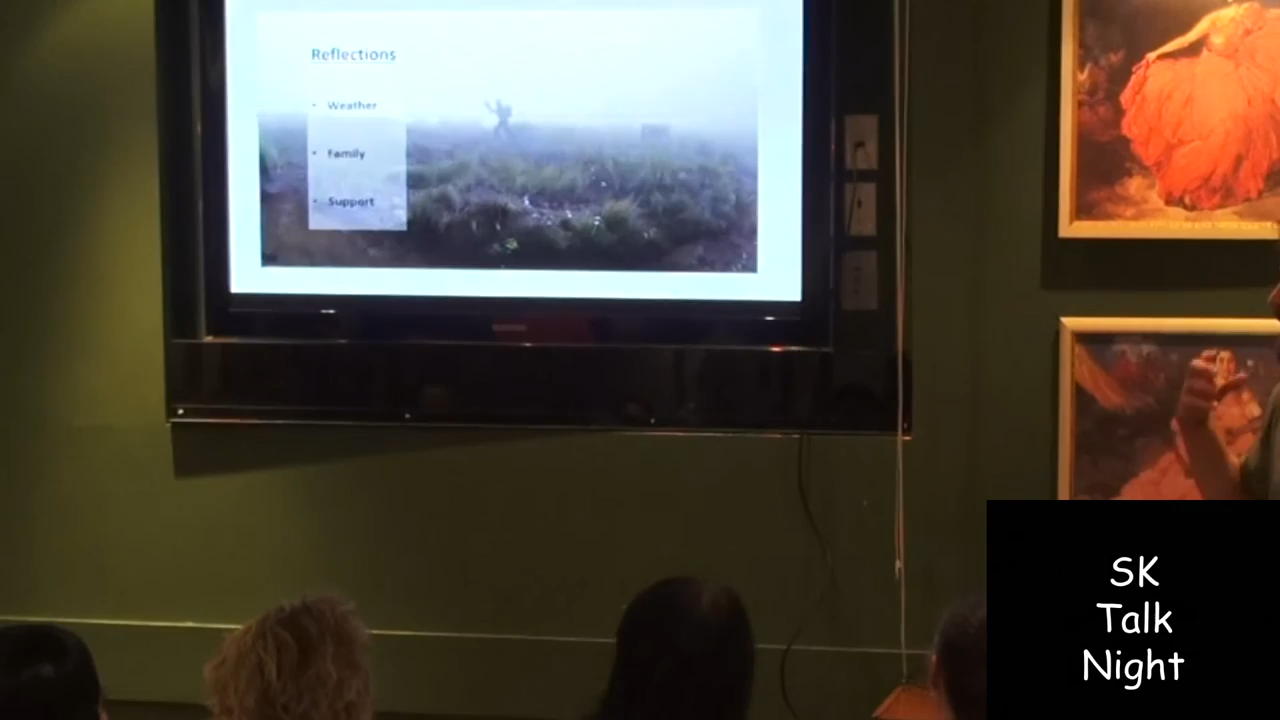 Reflections
• Weather
• Family
• Support
SK
Talk
Night